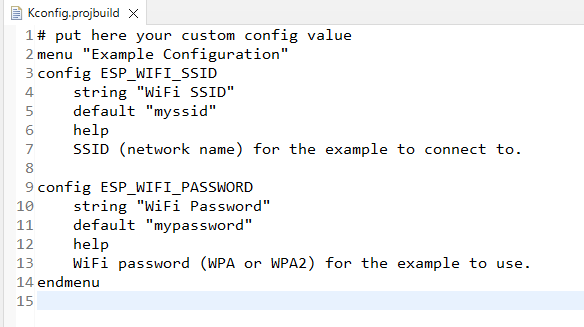 Kconfig.projbuild
1 # put here your custom config value
2 menu "Example Configuration"
3 config ESP_WIFI_SSID
4     string "WiFi SSID"
5     default "myssid"
6     help
7     SSID (network name) for the example to connect to.
8
9 config ESP_WIFI_PASSWORD
10     string "WiFi Password"
11     default "mypassword"
12     help
13     WiFi password (WPA or WPA2) for the example to use.
14 endmenu
15